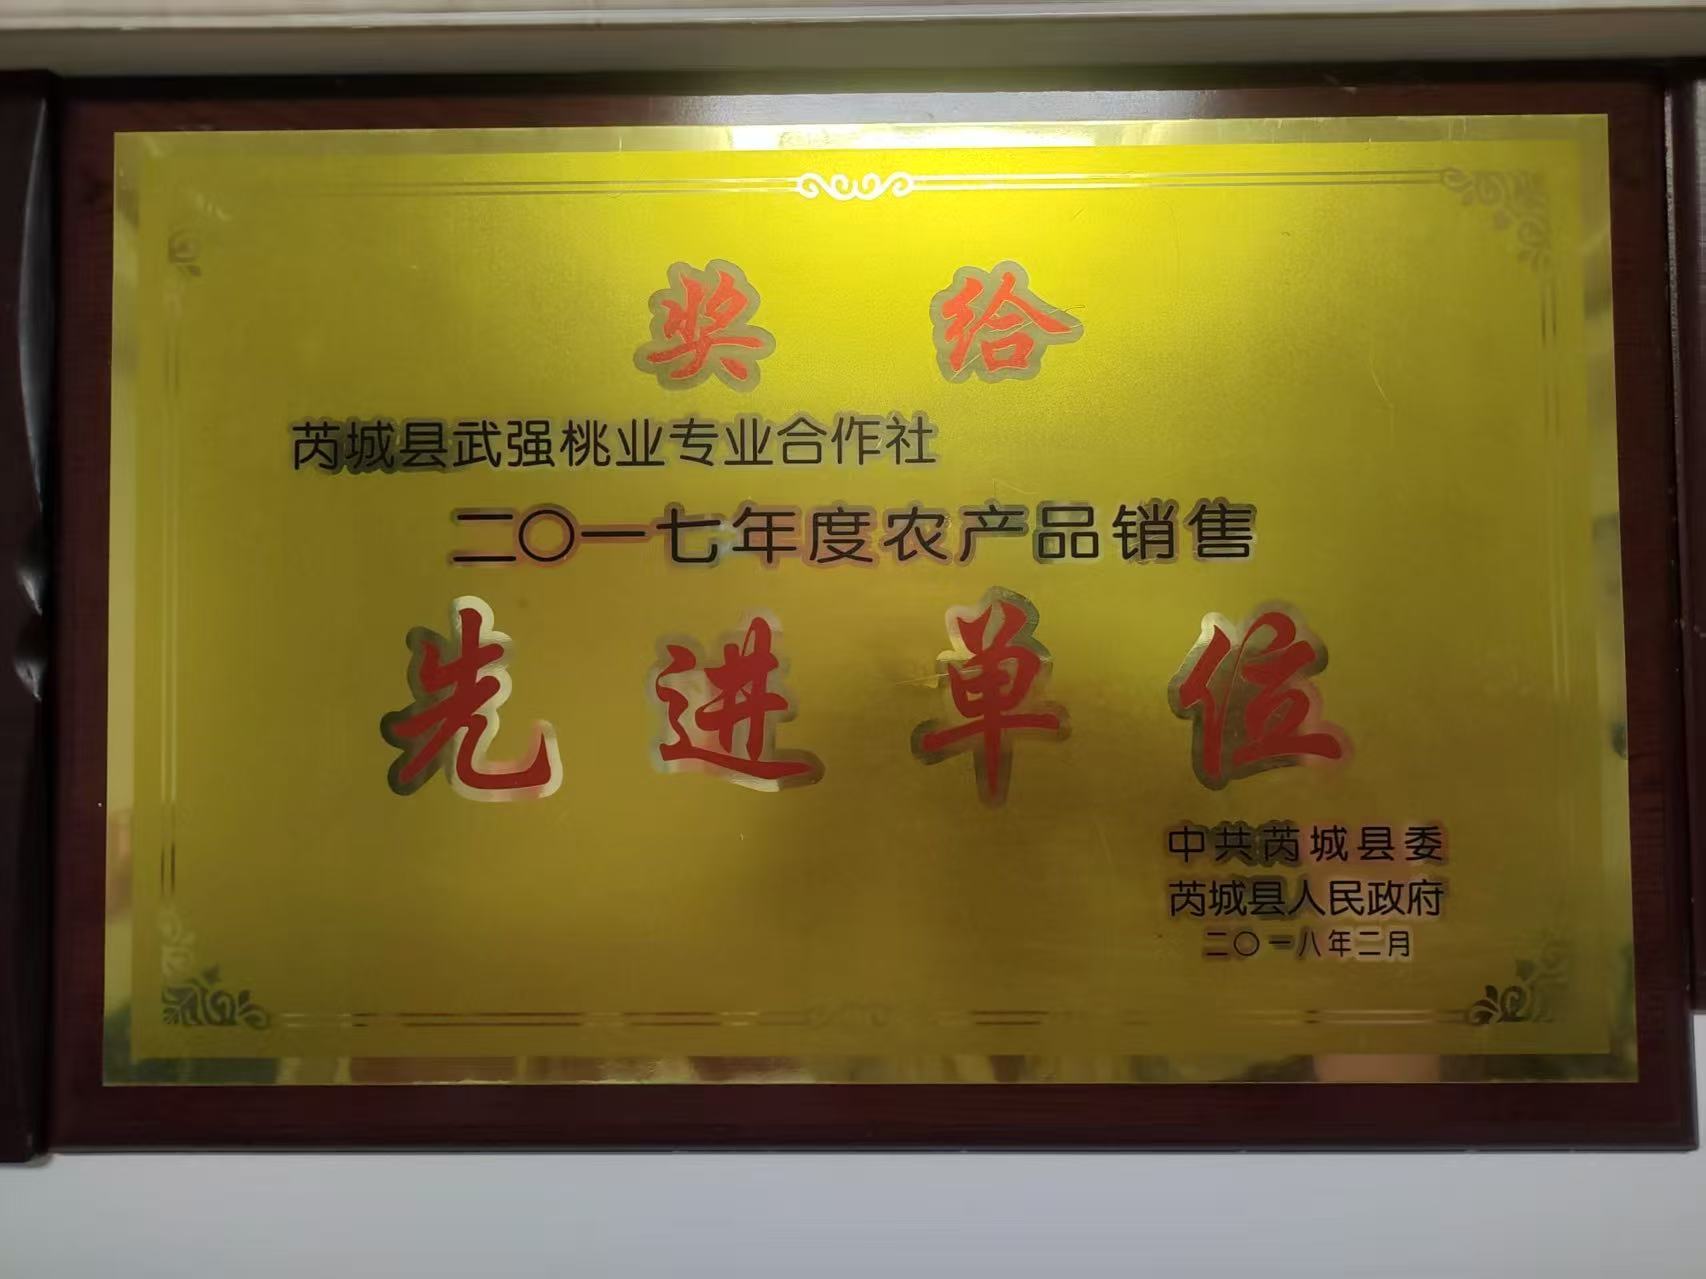 奖给
芮城县武强桃业专业合作社
二〇一七年度农产品销售
先进单位
中共芮城县委
芮城县人民政府
二〇一八年二月